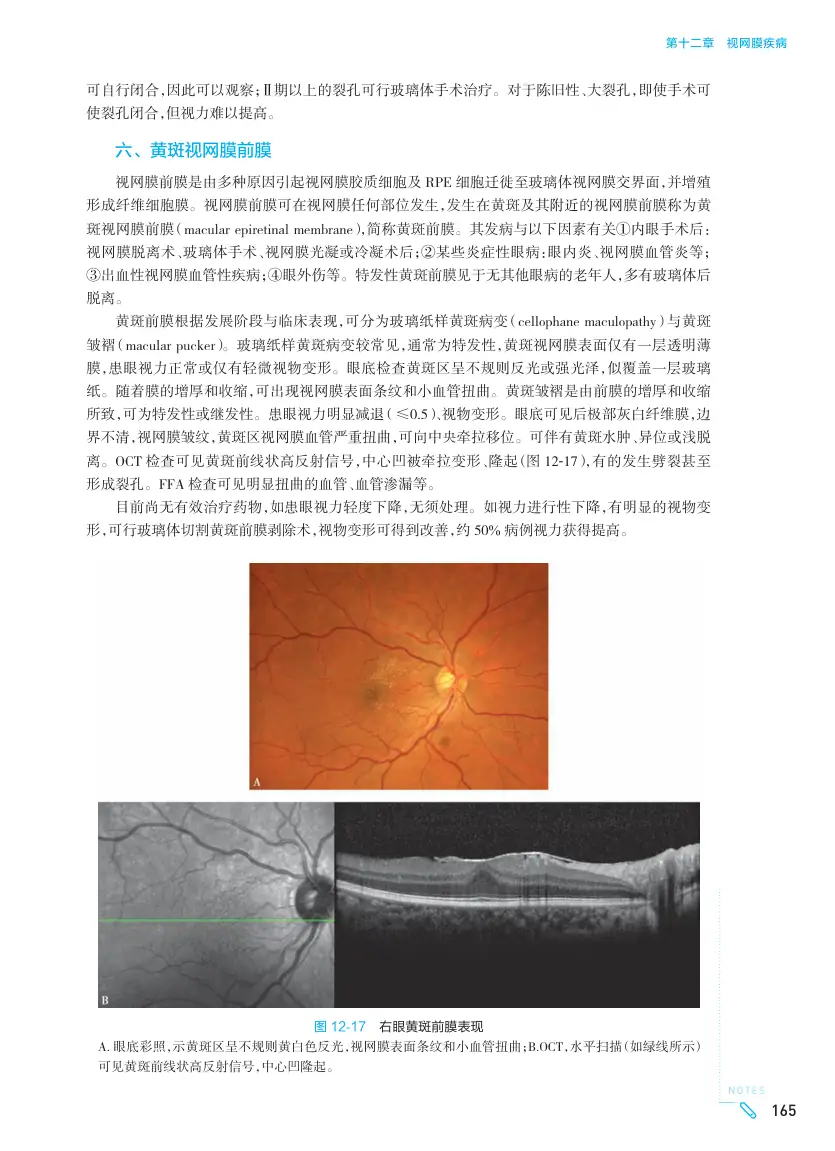 第十二章 视网膜疾病
可自行闭合,因此可以观察;Ⅱ期以上的裂孔可行玻璃体手术治疗。对于陈旧性、大裂孔,即使手术可
使裂孔闭合,但视力难以提高。
六、黄斑视网膜前膜
视网膜前膜是由多种原因引起视网膜胶质细胞及 RPE 细胞迁徙至玻璃体视网膜交界面,并增殖
形成纤维细胞膜。视网膜前膜可在视网膜任何部位发生,发生在黄斑及其附近的视网膜前膜称为黄
斑视网膜前膜(macular epiretinal membrane),简称黄斑前膜。其发病与以下因素有关①内眼手术后:
视网膜脱离术、玻璃体手术、视网膜光凝或冷凝术后;②某些炎症性眼病:眼内炎、视网膜血管炎等;
③出血性视网膜血管性疾病;④眼外伤等。特发性黄斑前膜见于无其他眼病的老年人,多有玻璃体后
脱离。
黄斑前膜根据发展阶段与临床表现,可分为玻璃纸样黄斑病变(cellophane maculopathy)与黄斑
皱褶(macular pucker)。玻璃纸样黄斑病变较常见,通常为特发性,黄斑视网膜表面仅有一层透明薄
膜,患眼视力正常或仅有轻微视物变形。眼底检查黄斑区呈不规则反光或强光泽,似覆盖一层玻璃
纸。随着膜的增厚和收缩,可出现视网膜表面条纹和小血管扭曲。黄斑皱褶是由前膜的增厚和收缩
所致,可为特发性或继发性。患眼视力明显减退(≤0.5)、视物变形。眼底可见后极部灰白纤维膜,边
界不清,视网膜皱纹,黄斑区视网膜血管严重扭曲,可向中央牵拉移位。可伴有黄斑水肿、异位或浅脱
离。OCT 检查可见黄斑前线状高反射信号,中心凹被牵拉变形、隆起(图 12-17),有的发生劈裂甚至
形成裂孔。FFA 检查可见明显扭曲的血管、血管渗漏等。
目前尚无有效治疗药物,如患眼视力轻度下降,无须处理。如视力进行性下降,有明显的视物变
形,可行玻璃体切割黄斑前膜剥除术,视物变形可得到改善,约 50% 病例视力获得提高。
A
B
图 12-17 右眼黄斑前膜表现
A. 眼底彩照,示黄斑区呈不规则黄白色反光,视网膜表面条纹和小血管扭曲;B.OCT,水平扫描(如绿线所示)
可见黄斑前线状高反射信号,中心凹隆起。
NOTES
165